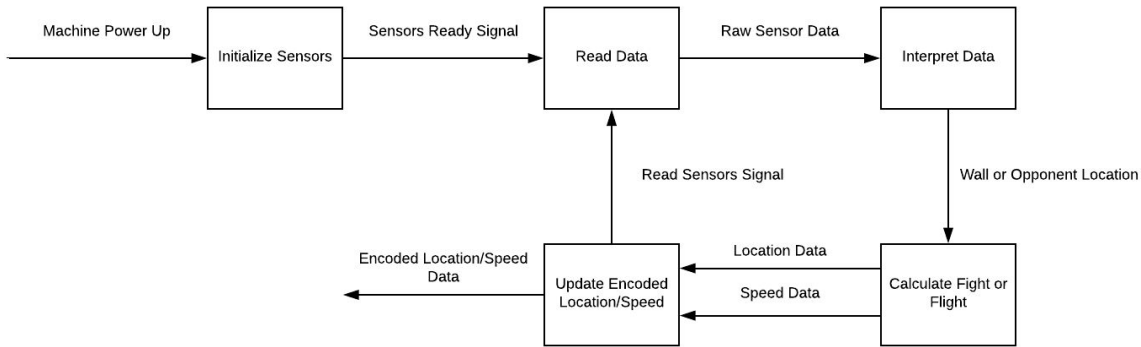 Machine Power Up
Initialize Sensors
Sensors Ready Signal
Read Data
Raw Sensor Data
Interpret Data
Read Sensors Signal
Wall or Opponent Location
Encoded Location/Speed
Data
Update Encoded
Location/Speed
Location Data
Speed Data
Calculate Fight or
Flight